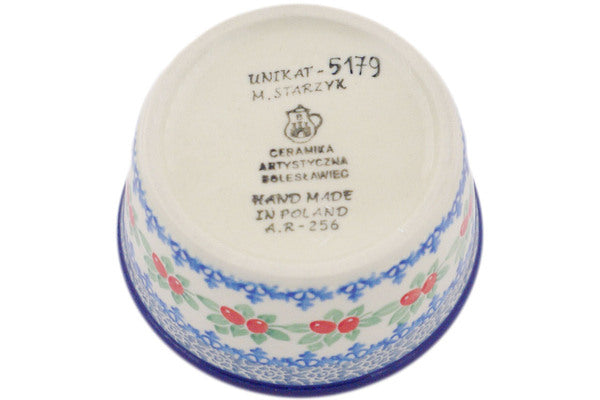 UNIKAT-5179
M.STARZYK
CERAMIKA
ARTYSTYCZNA
BOLESŁAWIEC
HAND MADE
IN POLAND
A.R-256